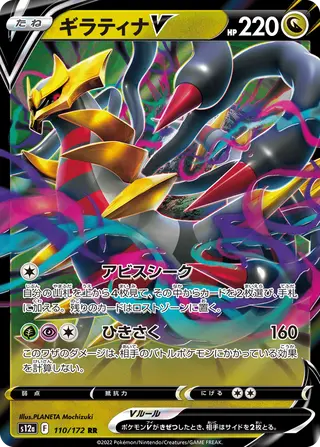 たね
ギラティナV
HP220
アビスシーク
自分の山札を上から4枚見て、その中からカードを2枚選び、手札
に加える。残りのカードはロストゾーンに置く。
ひきさく 160
このワザのダメージは、相手のバトルポケモンにかかっている効果を
計算しない。
弱点 抵抗力 にげる
Illus.PLANETA Mochizuki
Vルール
s12a F 110/172 RR
ポケモンVがきぜつしたとき、相手はサイドを2枚とる。
©2022 Pokémon/Nintendo/Creatures/GAME FREAK.